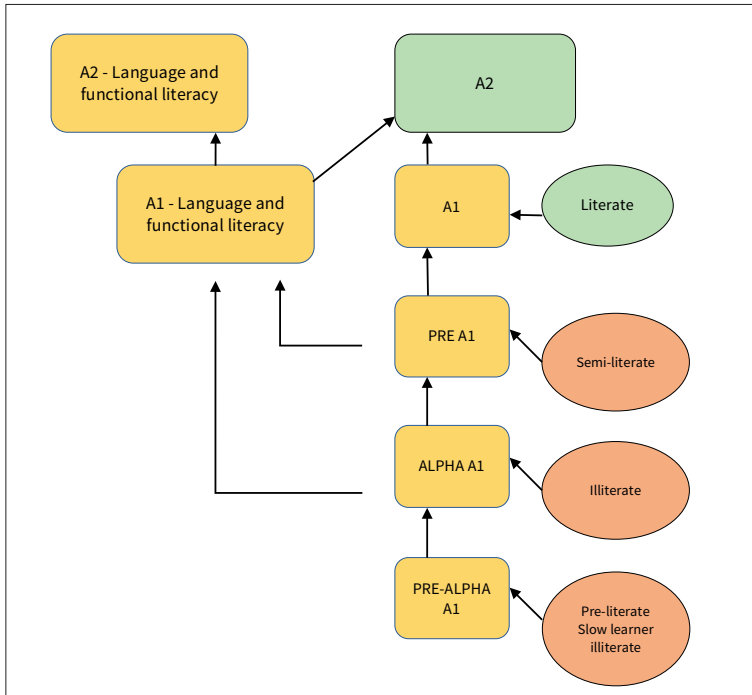 A2 - Language and
functional literacy
A2
A1 - Language and
functional literacy
A1
Literate
PRE A1
Semi-literate
ALPHA A1
Illiterate
PRE-ALPHA
A1
Pre-literate
Slow learner
illiterate